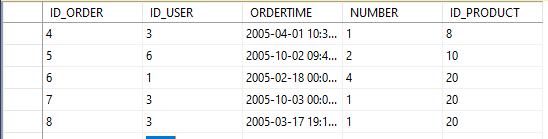 ID_ORDER ID_USER ORDERTIME NUMBER ID_PRODUCT
4 3 2005-04-01 10:3... 1 8
5 6 2005-10-02 09:4... 2 10
6 1 2005-02-18 00:0... 4 20
7 3 2005-10-03 00:0... 1 20
8 3 2005-03-17 19:1... 1 20